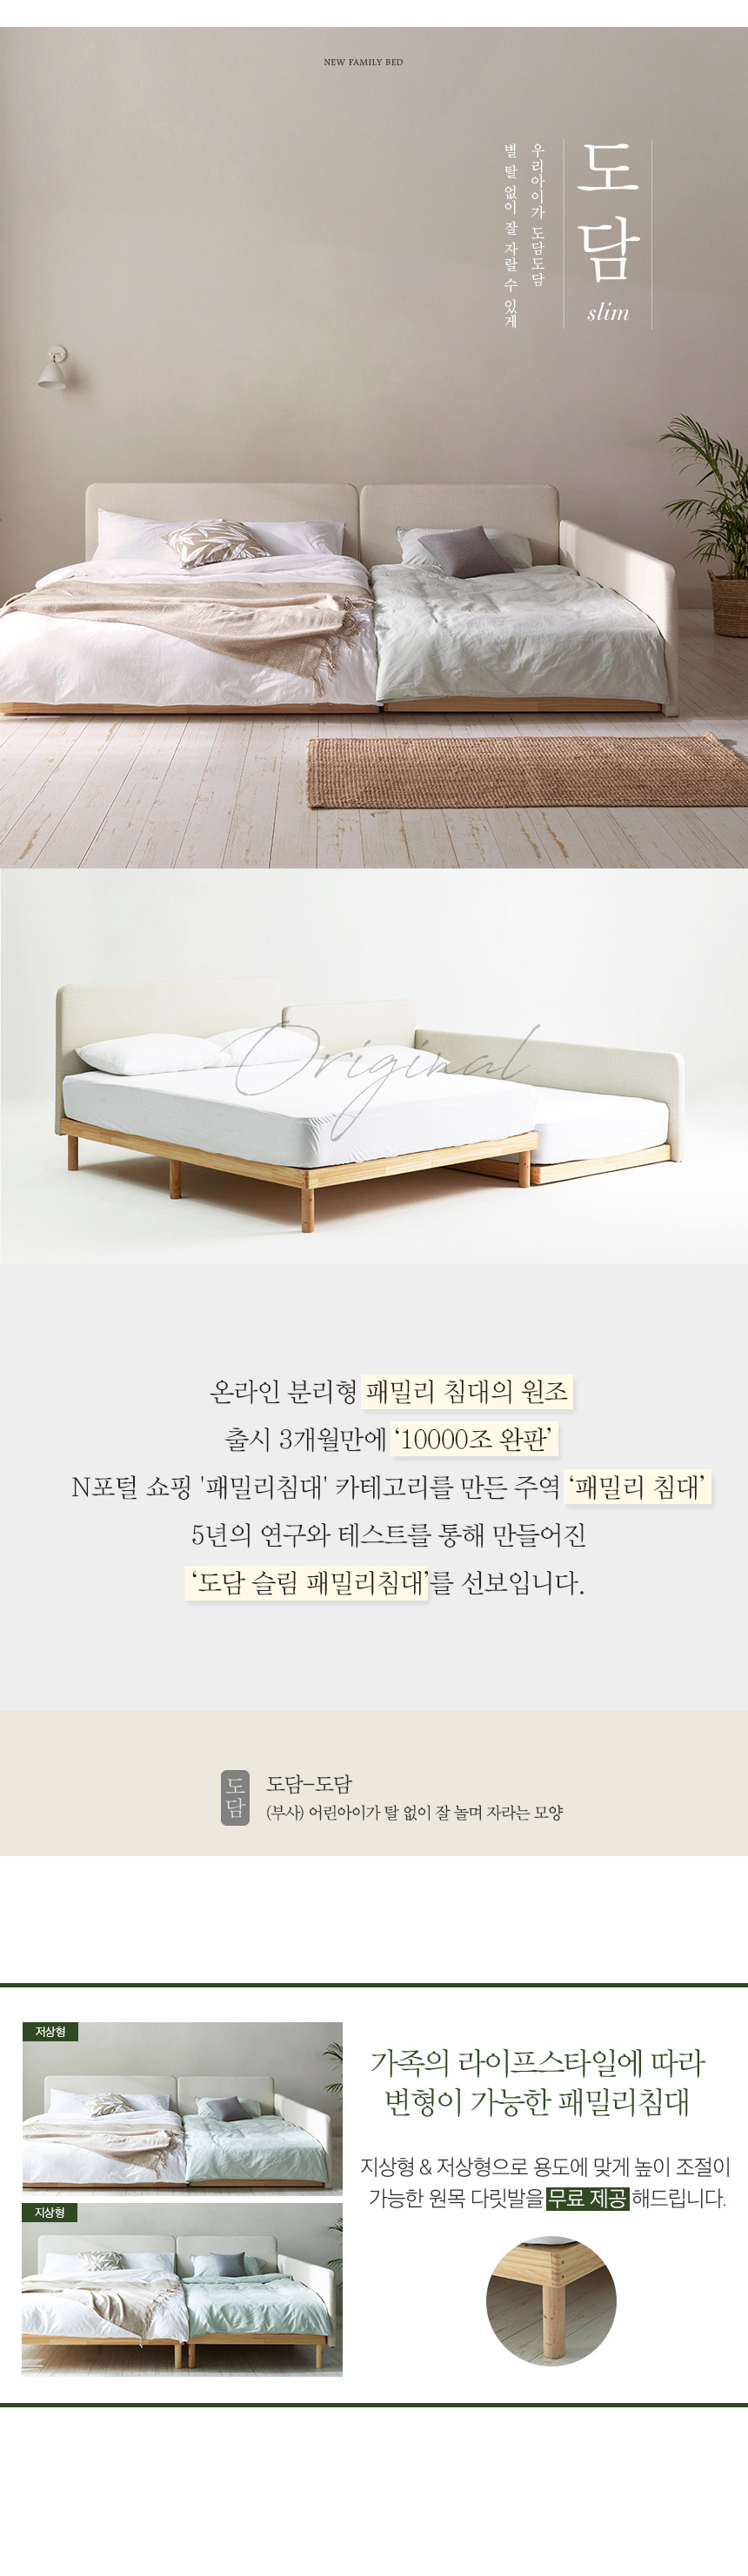 NEW FAMILY BED
도담
slim
우리아이가 도담도담
별 탈 없이 잘 자랄 수 있게
Original
온라인 분리형 패밀리 침대의 원조
출시 3개월만에 ‘10000조 완판’
N포털 쇼핑 '패밀리침대' 카테고리를 만든 주역 ‘패밀리 침대’
5년의 연구와 테스트를 통해 만들어진
‘도담 슬림 패밀리침대’를 선보입니다.
도담
도담-도담
(부사) 어린아이가 탈 없이 잘 놀며 자라는 모양
저상형
가족의 라이프스타일에 따라
변형이 가능한 패밀리침대
지상형 & 저상형으로 용도에 맞게 높이 조절이
가능한 원목 다릿발을 무료 제공 해드립니다.
지상형